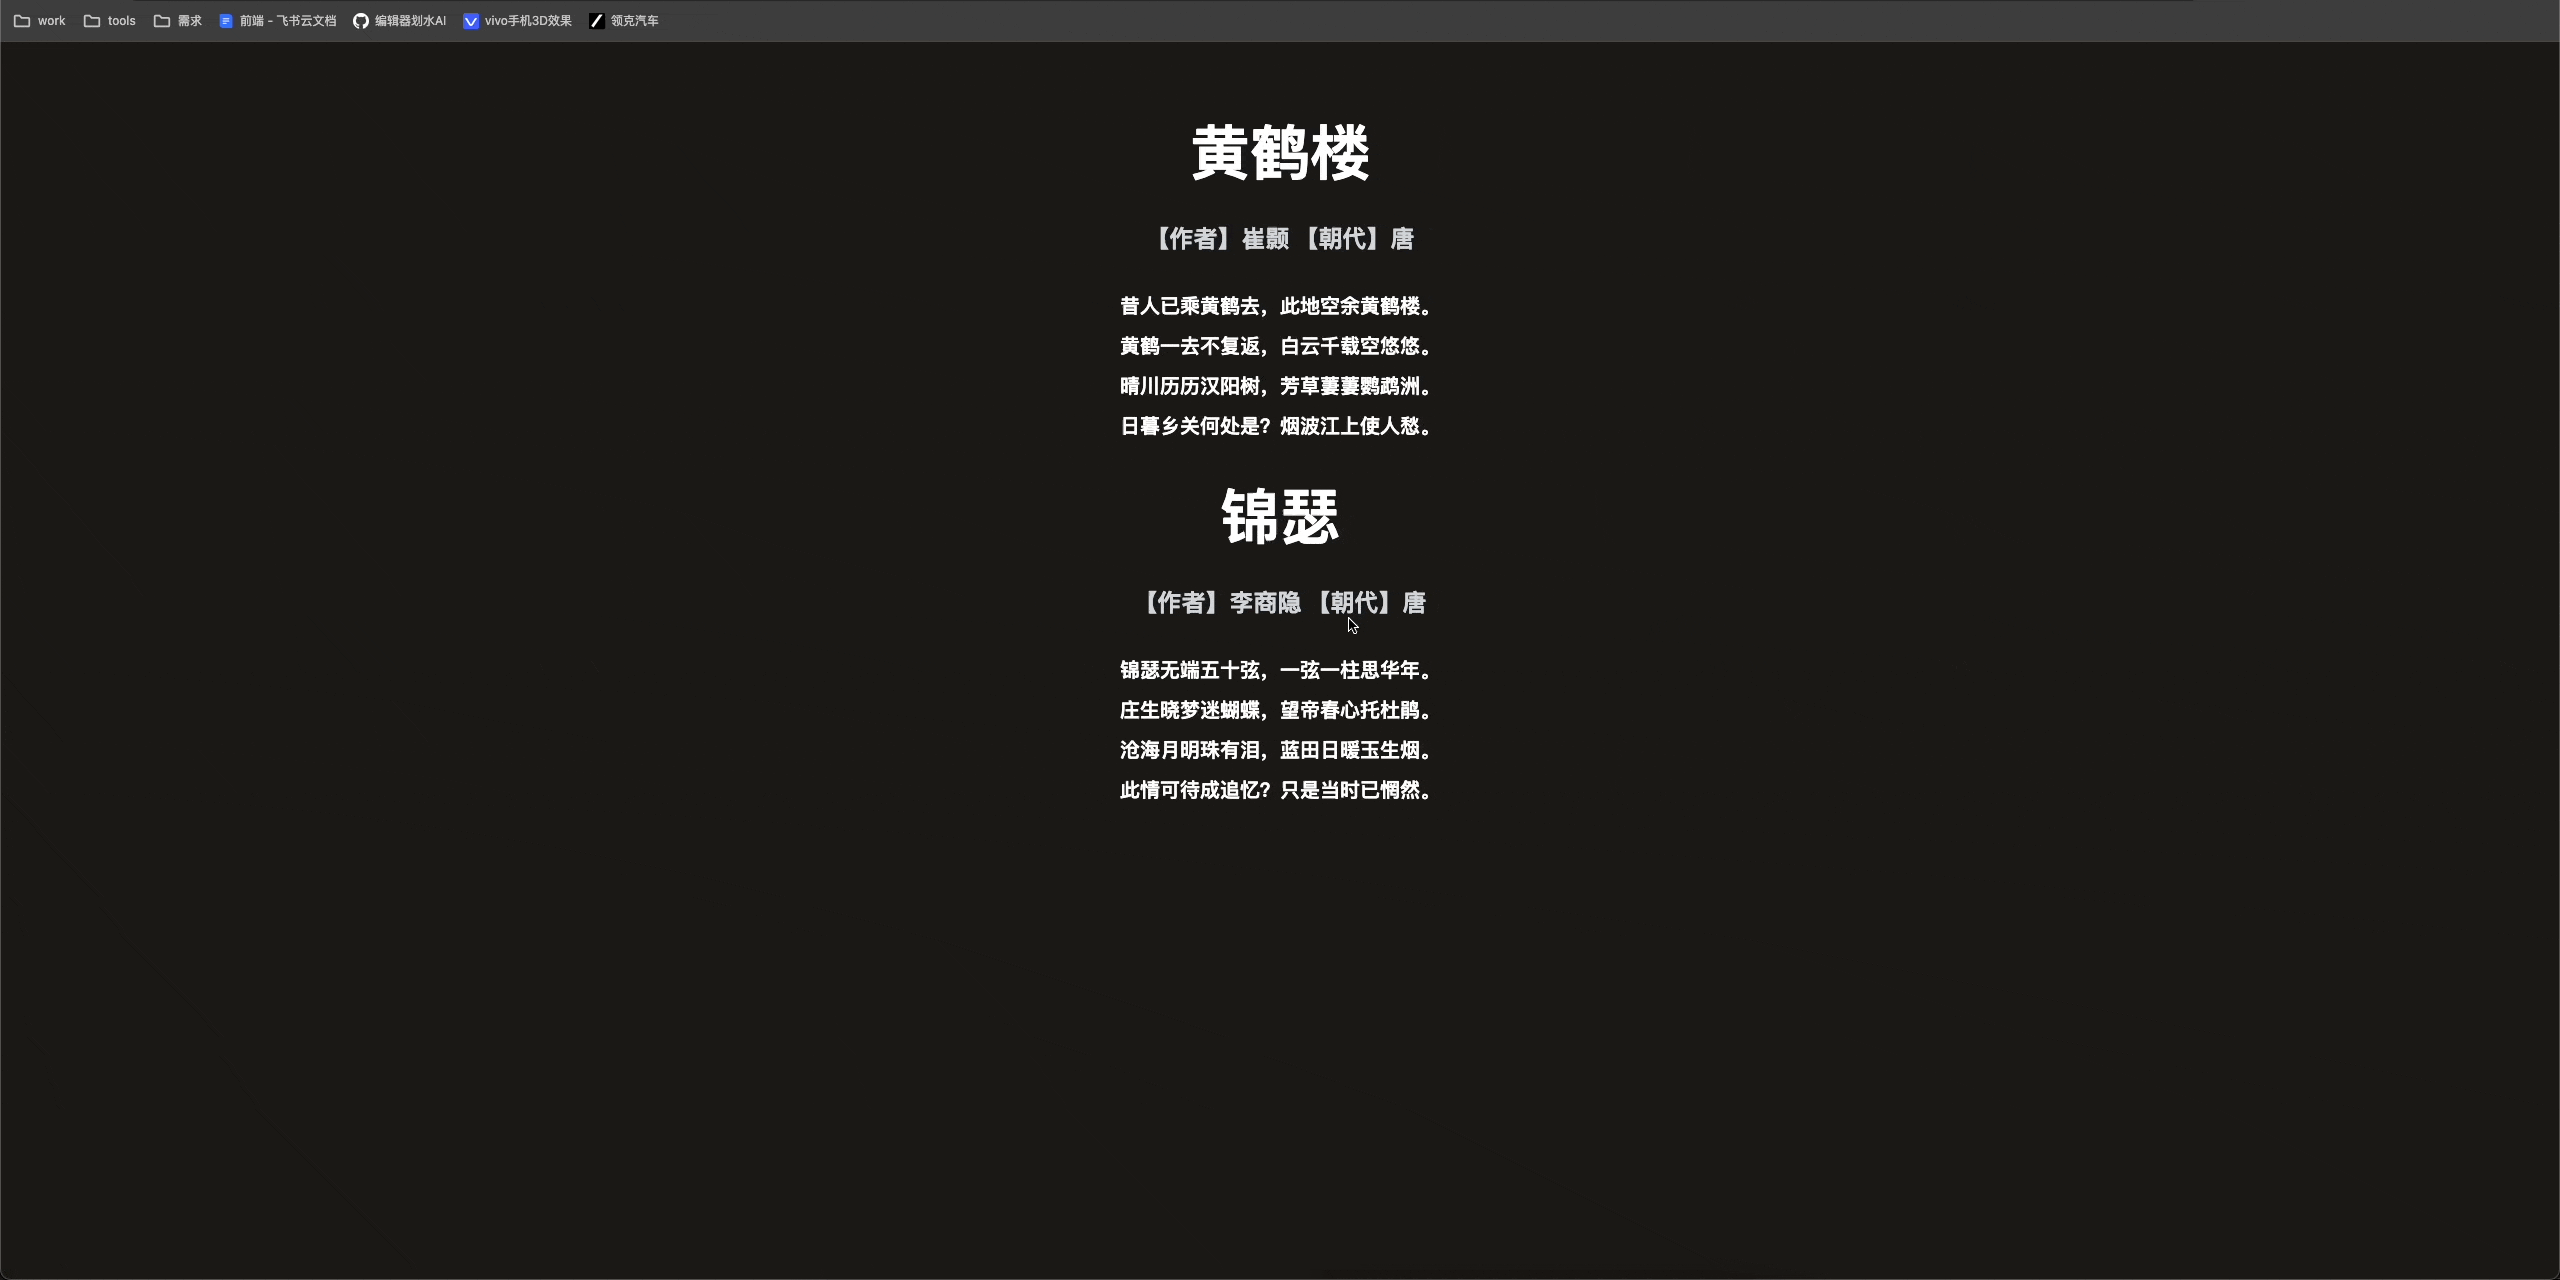 work tools 需求 前端 - 飞书云文档 编辑器划水AI vivo手机3D效果 领克汽车
黄鹤楼
【作者】崔颢 【朝代】唐
昔人已乘黄鹤去，此地空余黄鹤楼。
黄鹤一去不复返，白云千载空悠悠。
晴川历历汉阳树，芳草萋萋鹦鹉洲。
日暮乡关何处是？烟波江上使人愁。
锦瑟
【作者】李商隐 【朝代】唐
锦瑟无端五十弦，一弦一柱思华年。
庄生晓梦迷蝴蝶，望帝春心托杜鹃。
沧海月明珠有泪，蓝田日暖玉生烟。
此情可待成追忆？只是当时已惘然。